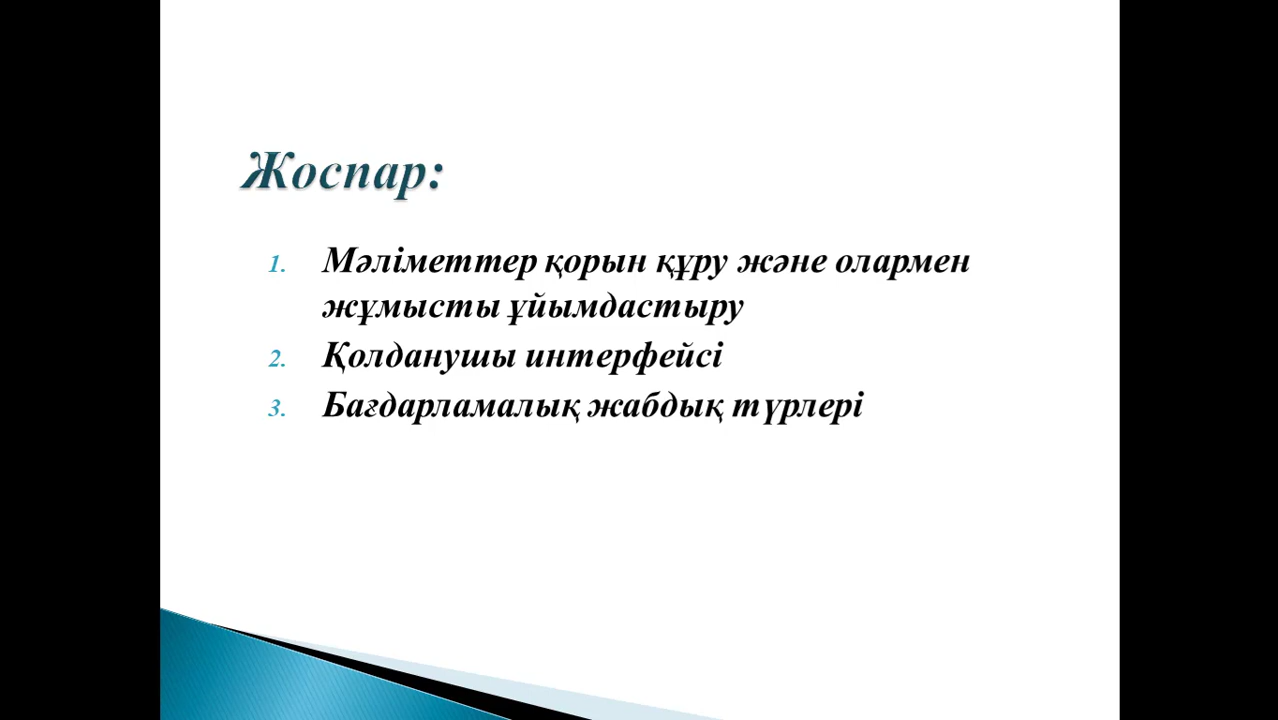 Жоспар:
1. Мәліметтер қорын құру және олармен
жұмысты ұйымдастыру
2. Қолданушы интерфейсі
3. Бағдарламалық жабдық түрлері